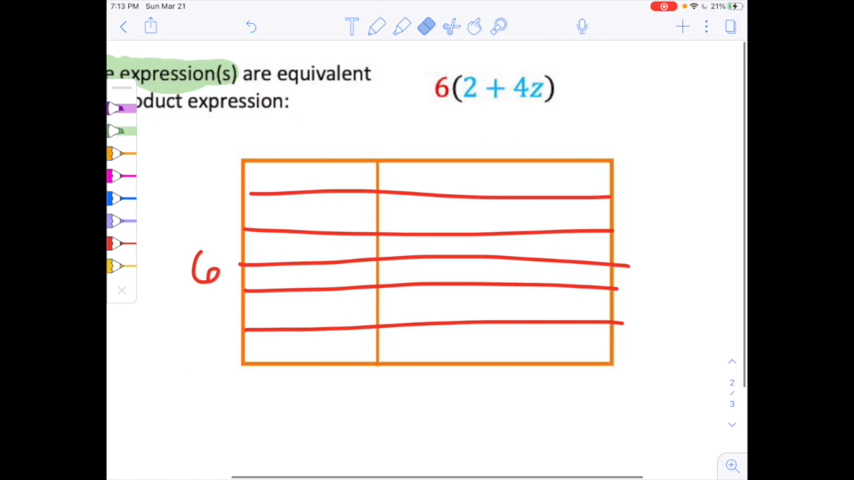 7:13 PM Sun Mar 21
21%
e expression(s) are equivalent
oduct expression:
6(2 + 4z)
6
2
3